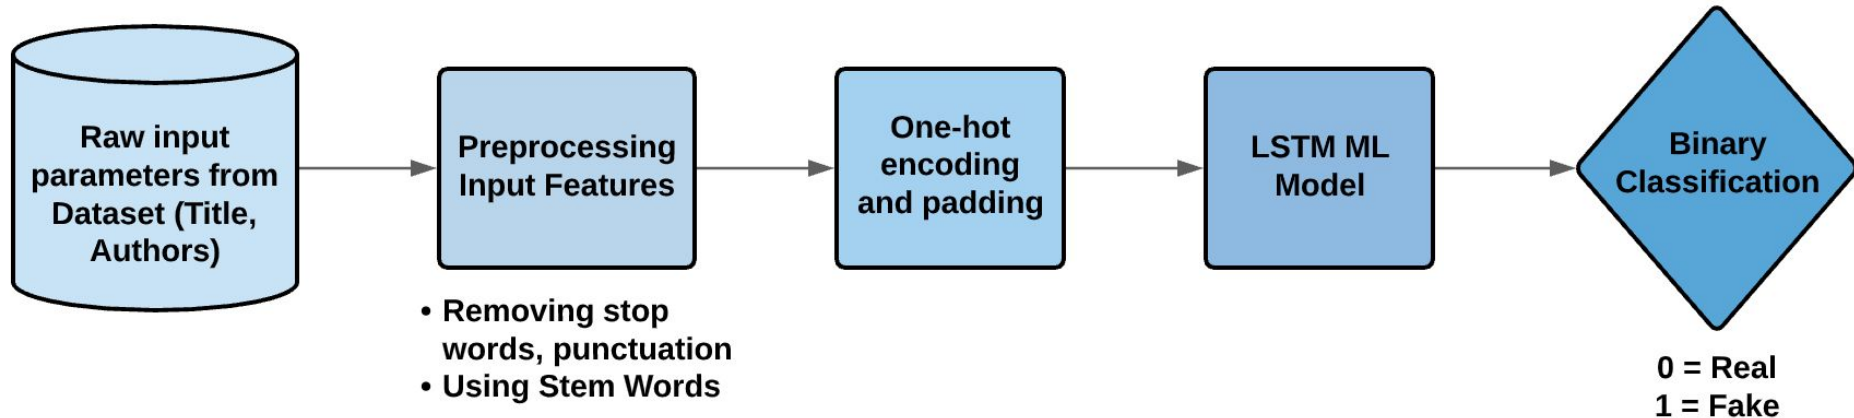 Raw input
parameters from
Dataset (Title,
Authors)
Preprocessing
Input Features
• Removing stop
words, punctuation
• Using Stem Words
One-hot
encoding
and padding
LSTM ML
Model
Binary
Classification
0 = Real
1 = Fake